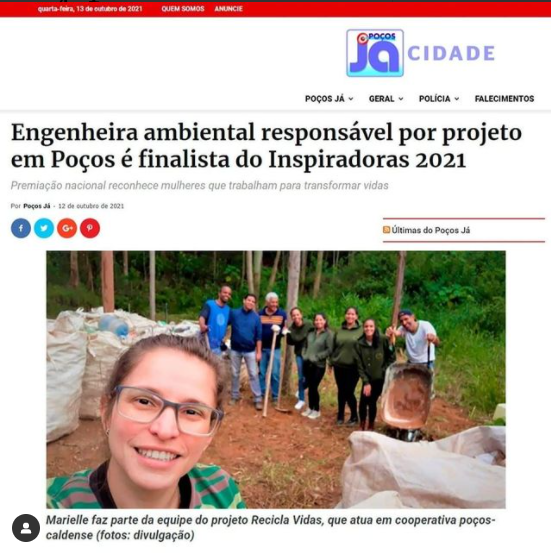 quarta-feira, 13 de outubro de 2021 QUEM SOMOS ANUNCIE
POÇOS
JÁ CIDADE
POÇOS JÁ GERAL POLÍCIA FALECIMENTOS
Engenheira ambiental responsável por projeto
em Poços é finalista do Inspiradoras 2021
Premiação nacional reconhece mulheres que trabalham para transformar vidas
Por Poços Já - 12 de outubro de 2021
f G+
Últimas do Poços Já
Marielle faz parte da equipe do projeto Recicla Vidas, que atua em cooperativa poços-
caldense (fotos: divulgação)